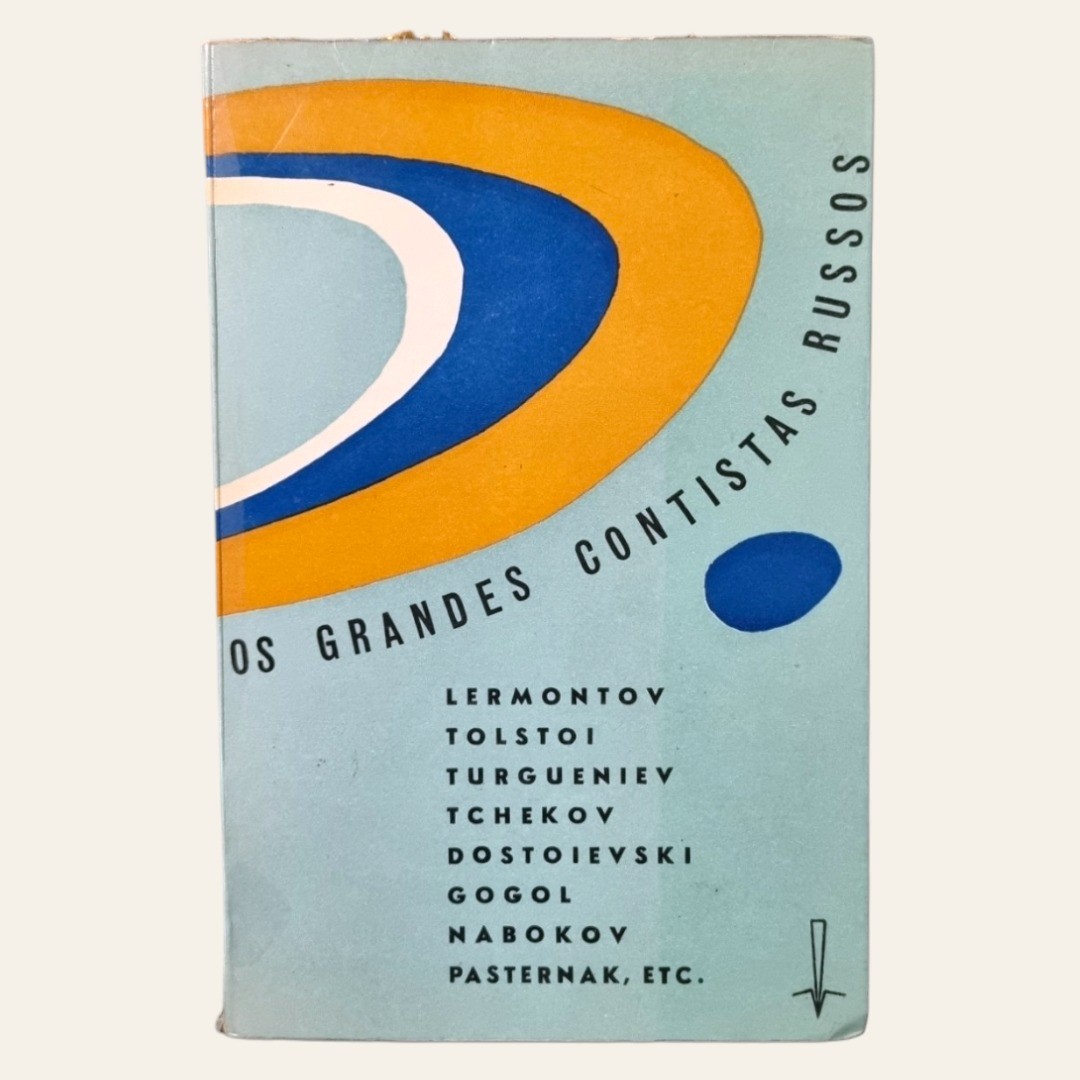 OS GRANDES CONTISTAS RUSSOS
LERMONTOV
TOLSTOI
TURGUENIEV
TCHEKOV
DOSTOIEVSKI
GOGOL
NABOKOV
PASTERNAK, ETC.